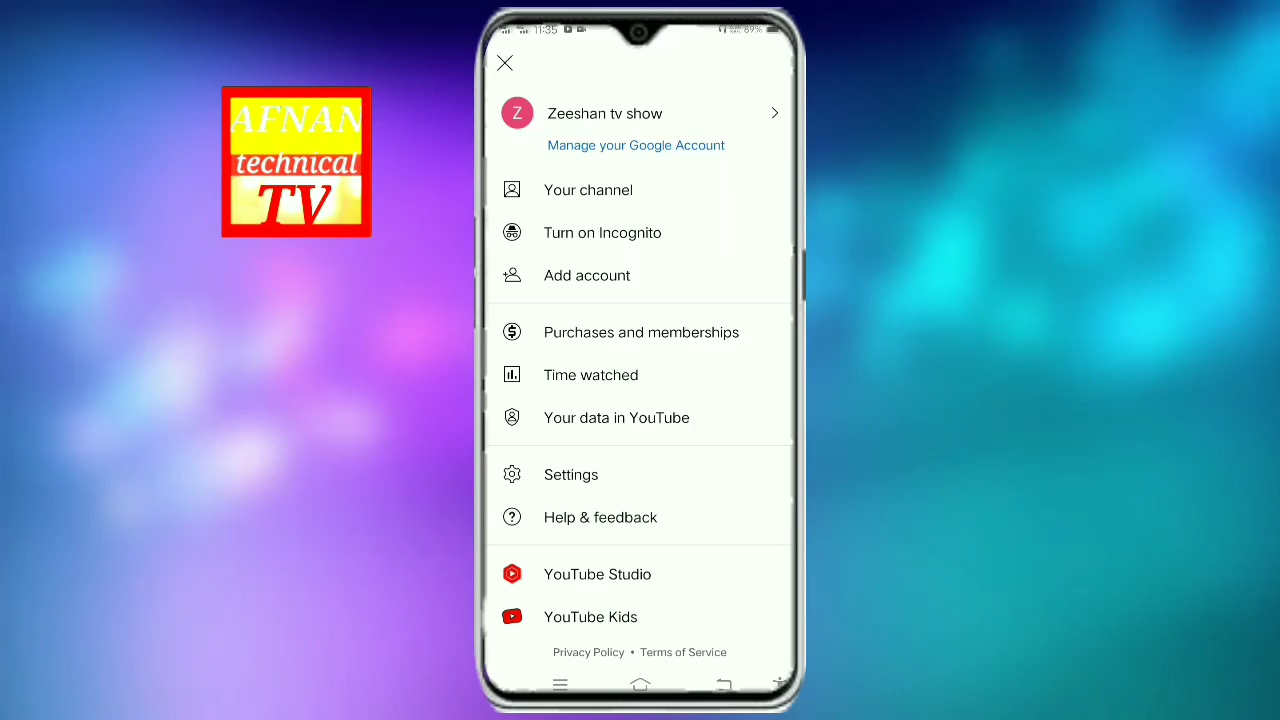 AFNAN
technical
TV
11:35
89%
Z
Zeeshan tv show
Manage your Google Account
Your channel
Turn on Incognito
Add account
Purchases and memberships
Time watched
Your data in YouTube
Settings
Help & feedback
YouTube Studio
YouTube Kids
Privacy Policy • Terms of Service